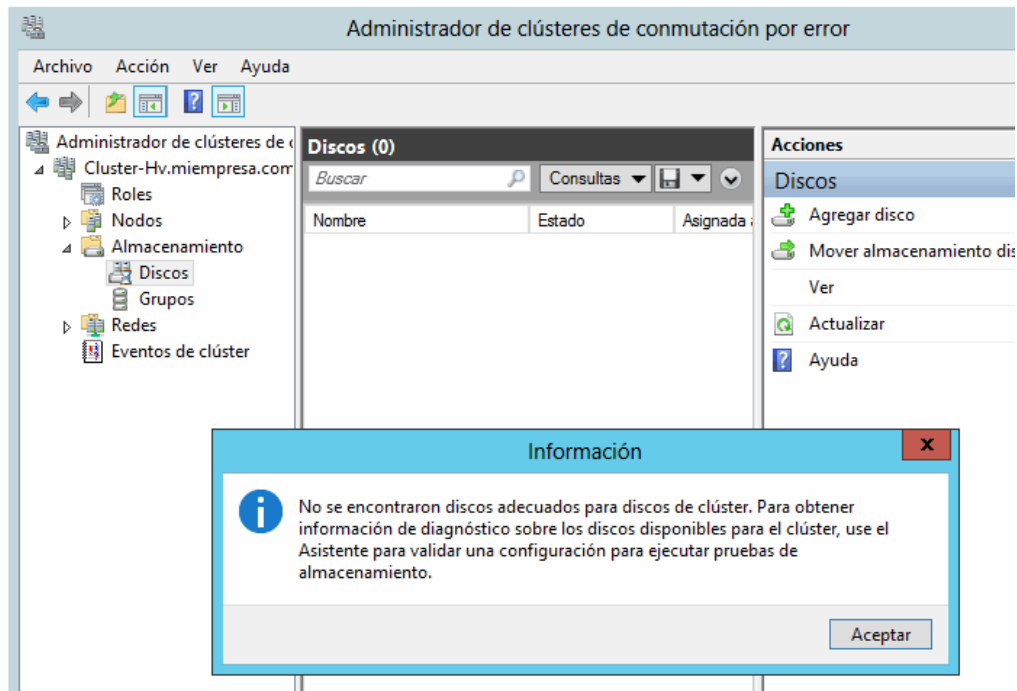 Administrador de clústeres de conmutación por error
Archivo Acción Ver Ayuda
Administrador de clústeres de
Cluster-Hv.miempresa.com
Roles
Nodos
Almacenamiento
Discos
Grupos
Redes
Eventos de clúster
Discos (0)
Buscar Consultas
Nombre Estado Asignada
Acciones
Discos
Agregar disco
Mover almacenamiento dis
Ver
Actualizar
Ayuda
Información
No se encontraron discos adecuados para discos de clúster. Para obtener
información de diagnóstico sobre los discos disponibles para el clúster, use el
Asistente para validar una configuración para ejecutar pruebas de
almacenamiento.
Aceptar